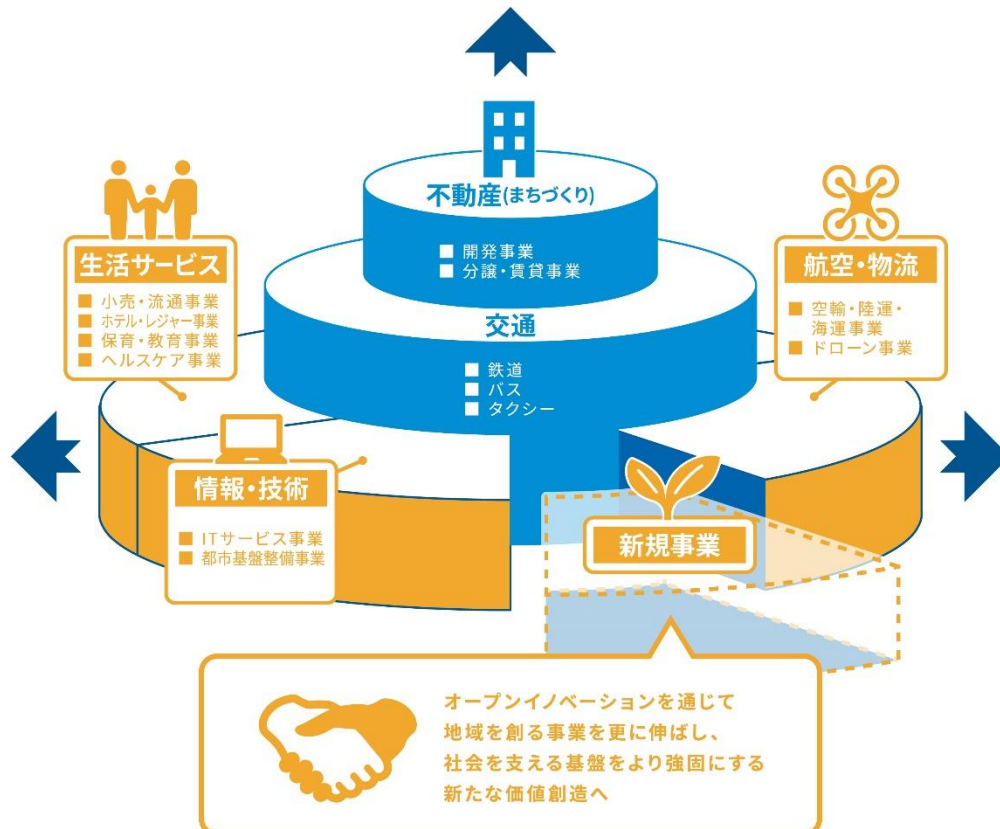 不動産(まちづくり)
■ 開発事業
■ 分譲・賃貸事業
生活サービス
■ 小売・流通事業
■ ホテル・レジャー事業
■ 保育・教育事業
■ ヘルスケア事業
航空・物流
■ 空輸・陸運・
海運事業
■ ドローン事業
交通
■ 鉄道
■ バス
■ タクシー
情報・技術
■ ITサービス事業
■ 都市基盤整備事業
新規事業
オープンイノベーションを通じて
地域を創る事業を更に伸ばし、
社会を支える基盤をより強固にする
新たな価値創造へ